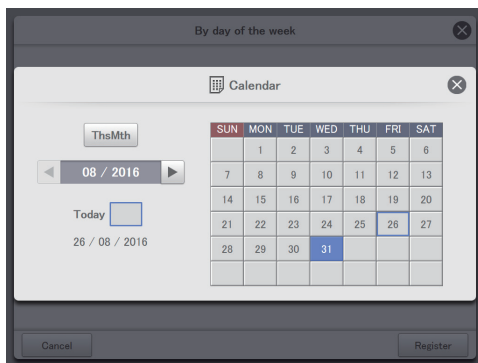 By day of the week
Calendar
ThsMth
08 / 2016
Today
26 / 08 / 2016
SUN MON TUE WED THU FRI SAT
1 2 3 4 5 6
7 8 9 10 11 12 13
14 15 16 17 18 19 20
21 22 23 24 25 26 27
28 29 30 31
Cancel Register